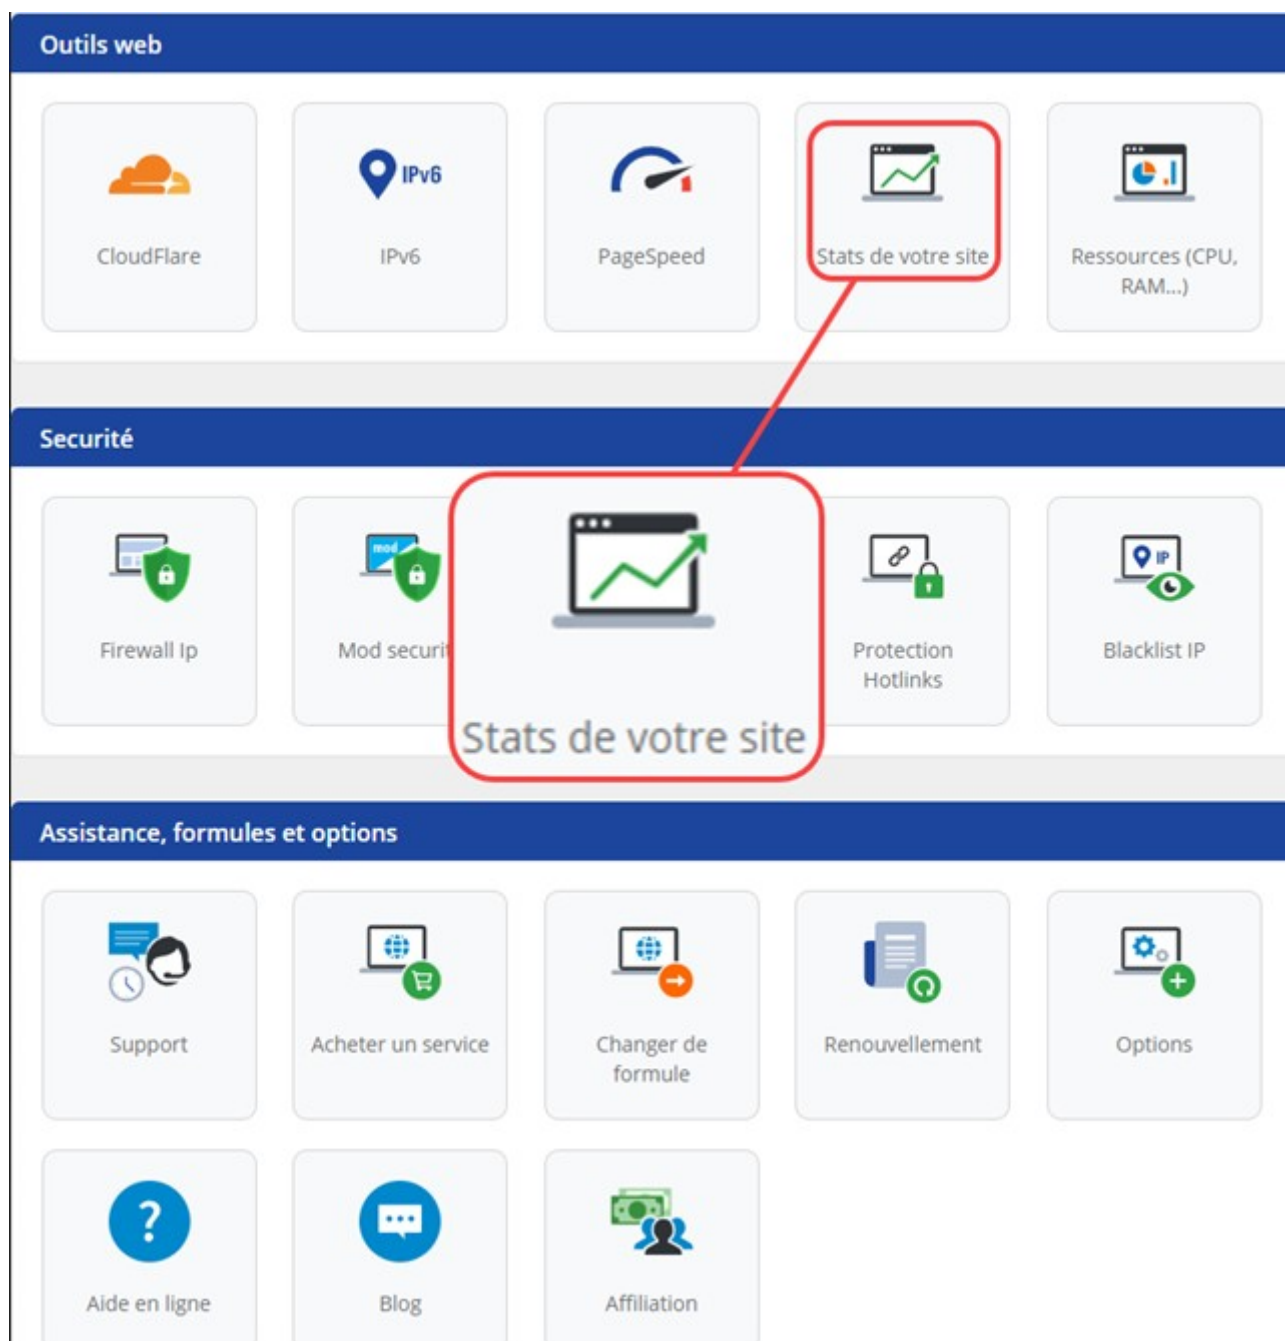 Outils web
IPv6
CloudFlare
IPv6
PageSpeed
Stats de votre site
Ressources (CPU,
RAM...)
Securité
mod
IP
Firewall Ip
Mod securit
Protection
Hotlinks
Blacklist IP
Stats de votre site
Assistance, formules et options
Support
Acheter un service
Changer de
formule
Renouvellement
Options
?
Aide en ligne
Blog
Affiliation